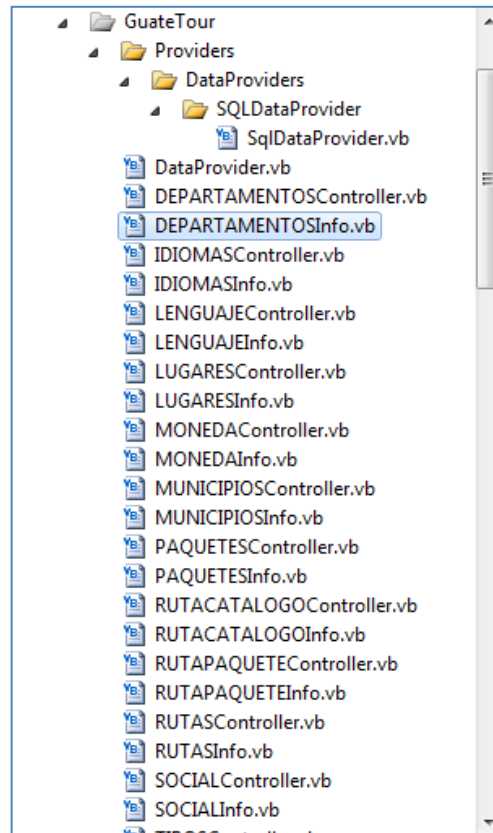 GuateTour
Providers
DataProviders
SQLDataProvider
SqlDataProvider.vb
DataProvider.vb
DEPARTAMENTOSController.vb
DEPARTAMENTOSInfo.vb
IDIOMASController.vb
IDIOMASInfo.vb
LENGUAJEController.vb
LENGUAJEInfo.vb
LUGARESController.vb
LUGARESInfo.vb
MONEDAController.vb
MONEDAInfo.vb
MUNICIPIOSController.vb
MUNICIPIOSInfo.vb
PAQUETESController.vb
PAQUETESInfo.vb
RUTACATALOGOController.vb
RUTACATALOGOInfo.vb
RUTAPAQUETEController.vb
RUTAPAQUETEInfo.vb
RUTASController.vb
RUTASInfo.vb
SOCIALController.vb
SOCIALInfo.vb